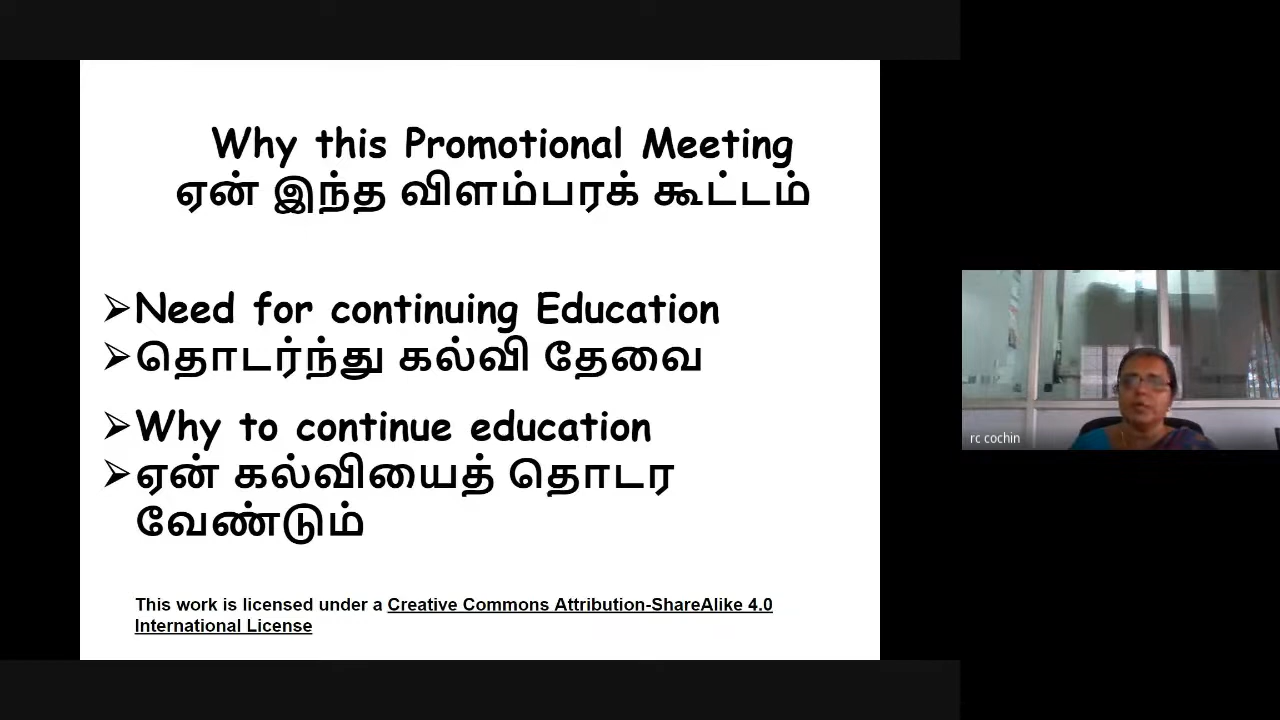 Why this Promotional Meeting
ஏன் இந்த விளம்பரக் கூட்டம்
➢Need for continuing Education
➢தொடர்ந்து கல்வி தேவை
➢Why to continue education
➢ஏன் கல்வியைத் தொடர
வேண்டும்
This work is licensed under a Creative Commons Attribution-ShareAlike 4.0
International License
rc cochin